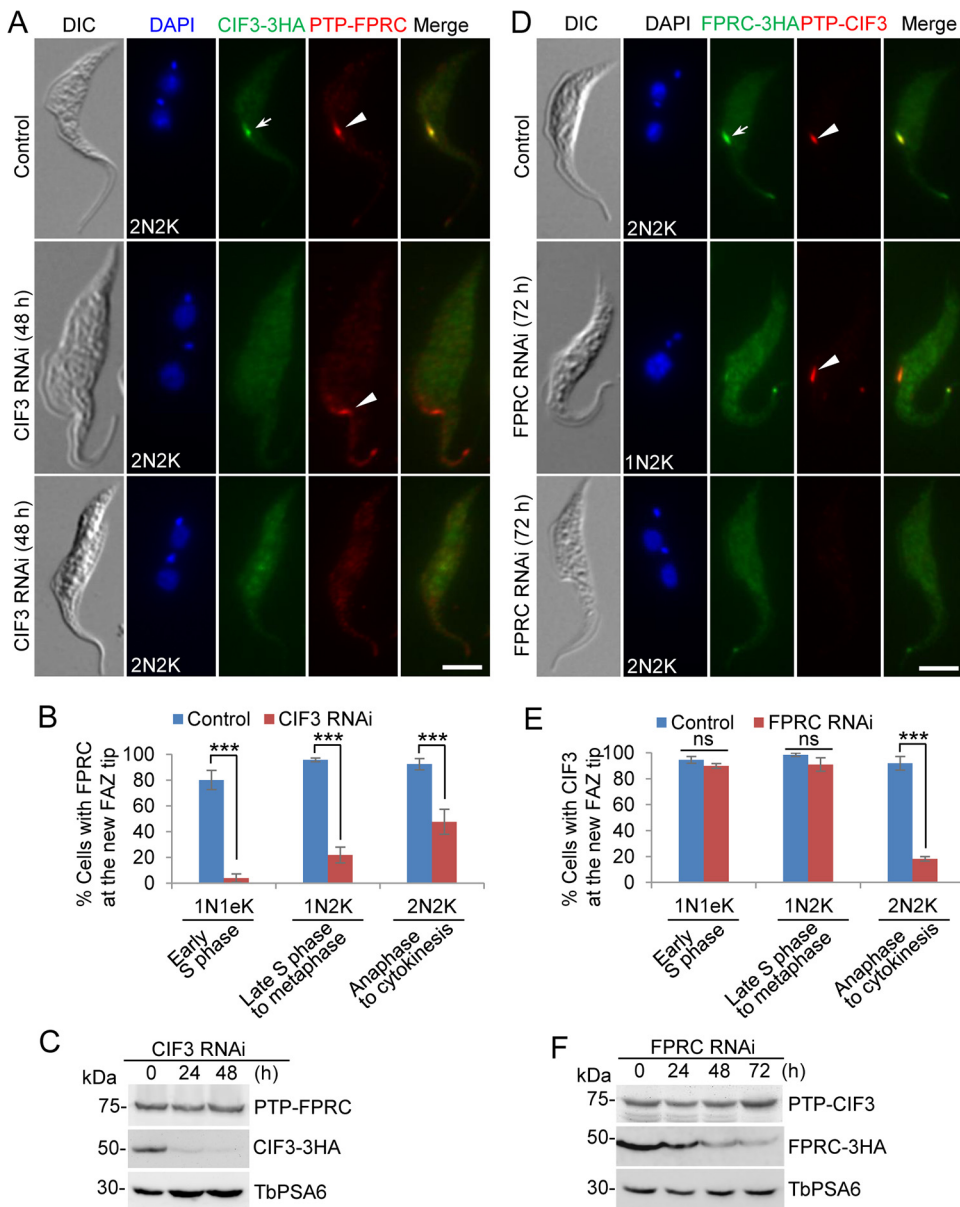 A
DIC DAPI CIF3-3HA PTP-FPRC Merge
Control
2N2K
CIF3 RNAi (48 h)
2N2K
CIF3 RNAi (48 h)
2N2K
D
DIC DAPI FPRC-3HA PTP-CIF3 Merge
Control
2N2K
FPRC RNAi (72 h)
1N2K
FPRC RNAi (72 h)
2N2K
B
Control CIF3 RNAi
% Cells with FPRC
at the new FAZ tip
100
80
60
40
20
0
*** *** ***
1N1eK 1N2K 2N2K
Early
S phase
Late S phase
to metaphase
Anaphase
to cytokinesis
E
Control FPRC RNAi
% Cells with CIF3
at the new FAZ tip
100
80
60
40
20
0
ns ns ***
1N1eK 1N2K 2N2K
Early
S phase
Late S phase
to metaphase
Anaphase
to cytokinesis
C
CIF3 RNAi
kDa 0 24 48 (h)
75- PTP-FPRC
50- CIF3-3HA
30- TbPSA6
F
FPRC RNAi
kDa 0 24 48 72 (h)
75- PTP-CIF3
50- FPRC-3HA
30- TbPSA6